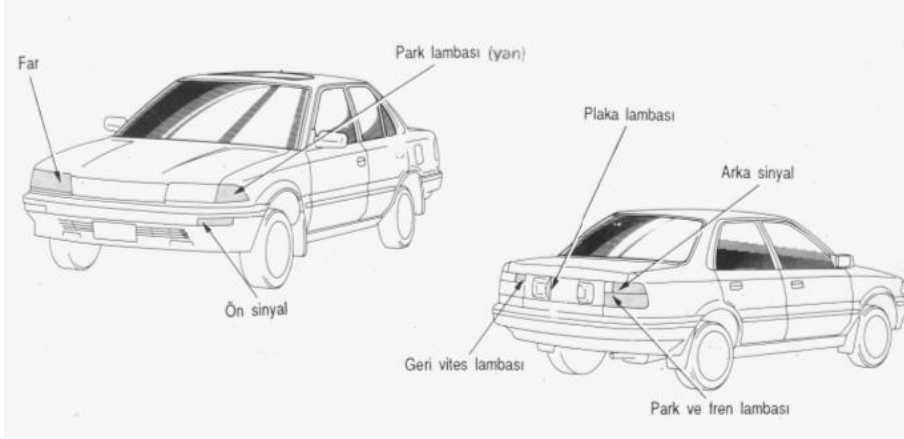 Far
Park lambası (yan)
Plaka lambası
Arka sinyal
Ön sinyal
Geri vites lambası
Park ve fren lambası